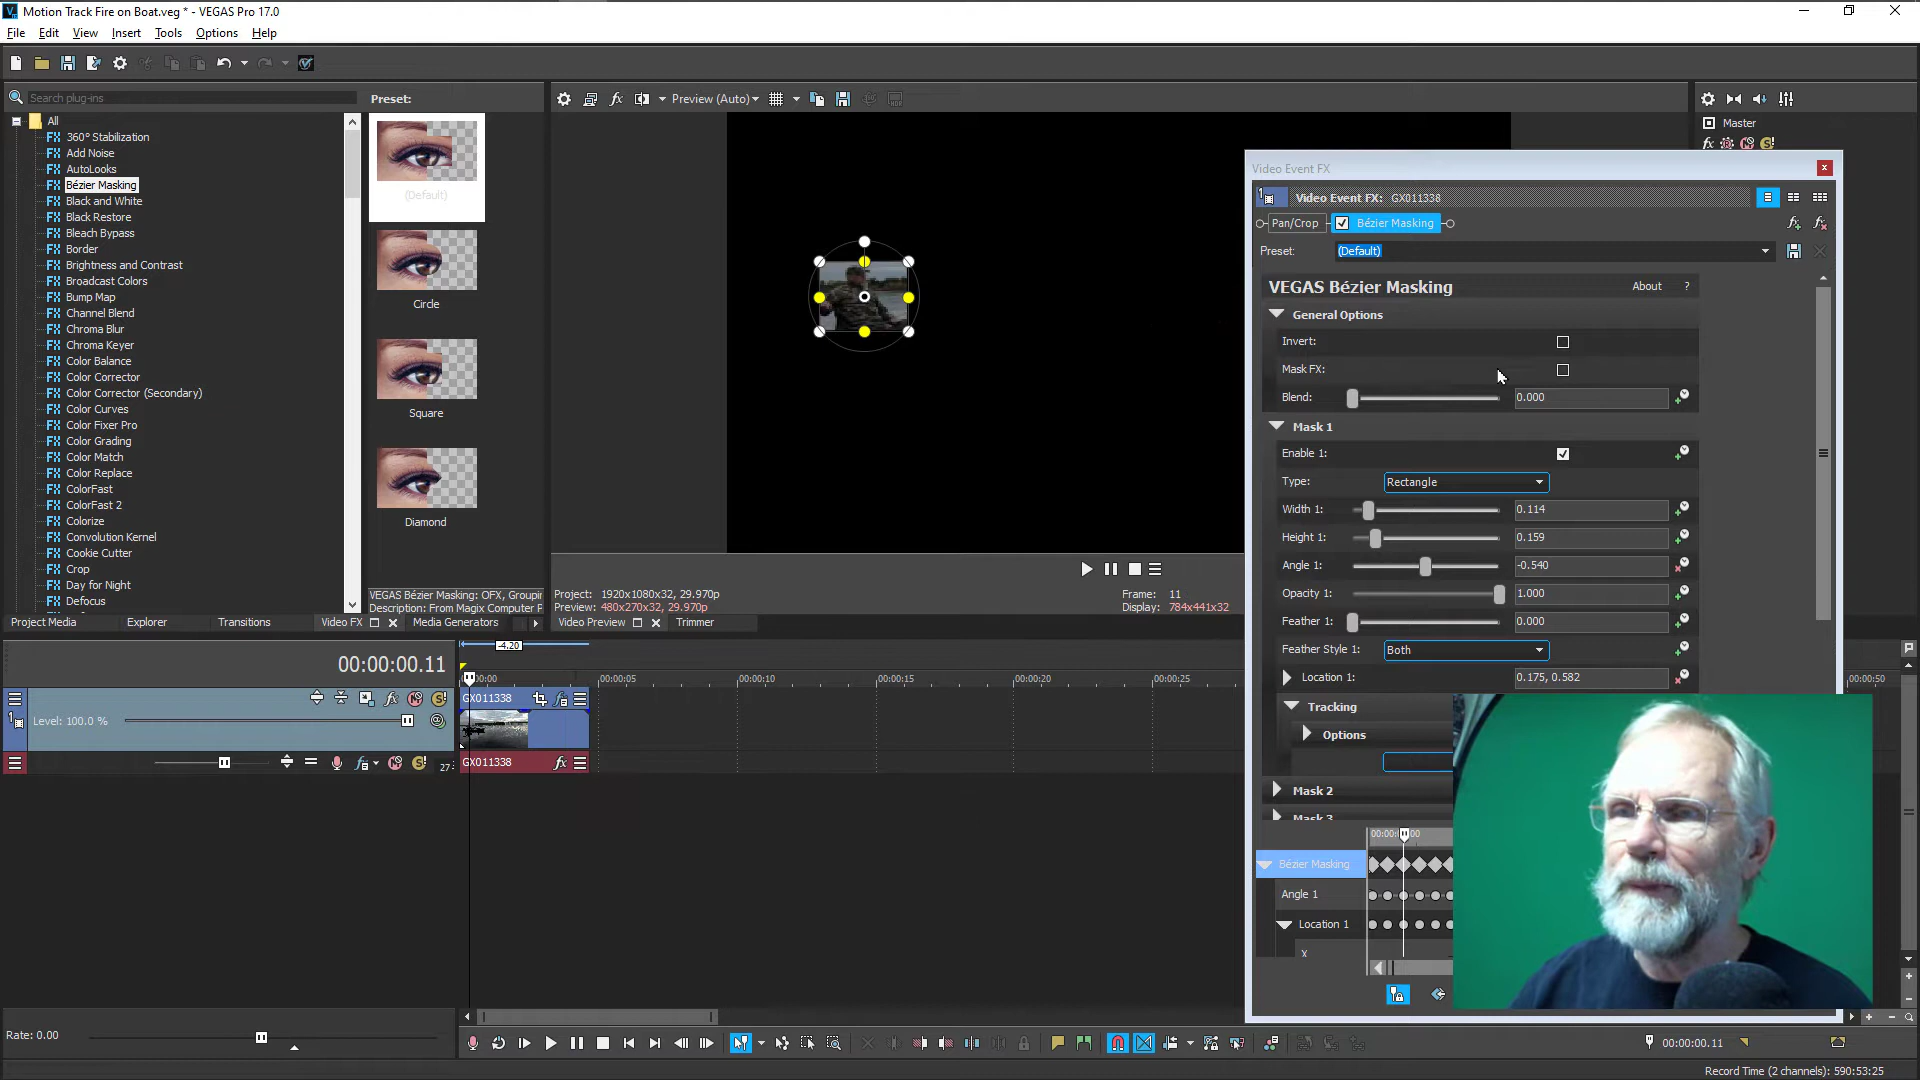 Motion Track Fire on Boat.veg * - VEGAS Pro 17.0
File Edit View Insert Tools Options Help
Search plug-ins
All
360° Stabilization
Add Noise
AutoLooks
Bézier Masking
Black and White
Black Restore
Bleach Bypass
Border
Brightness and Contrast
Broadcast Colors
Bump Map
Channel Blend
Chroma Blur
Chroma Keyer
Color Balance
Color Corrector
Color Corrector (Secondary)
Color Curves
Color Fixer Pro
Color Grading
Color Match
Color Replace
ColorFast
ColorFast 2
Colorize
Convolution Kernel
Cookie Cutter
Crop
Day for Night
Defocus
Preset:
(Default)
Circle
Square
Diamond
VEGAS Bézier Masking: OFX, Groupin
Description: From Magix Computer P
Project Media Explorer Transitions Video FX Media Generators
Preview (Auto)
Project: 1920x1080x32, 29.970p
Preview: 480x270x32, 29.970p
Frame: 11
Display: 784x441x32
Video Preview Trimmer
Master
Video Event FX
Video Event FX: GX011338
Pan/Crop Bézier Masking
Preset: (Default)
VEGAS Bézier Masking About ?
General Options
Invert:
Mask FX:
Blend: 0.000
Mask 1
Enable 1:
Type: Rectangle
Width 1: 0.114
Height 1: 0.159
Angle 1: -0.540
Opacity 1: 1.000
Feather 1: 0.000
Feather Style 1: Both
Location 1: 0.175, 0.582
Tracking
Options
Mask 2
Mask 3
Bézier Masking
Angle 1
Location 1
X
00:00:00.11
-4.20
00:00:05 00:00:10 00:00:15 00:00:20 00:00:25 00:00:50
Level: 100.0 %
GX011338
GX011338
27
Rate: 0.00
00:00:00.11
Record Time (2 channels): 590:53:25